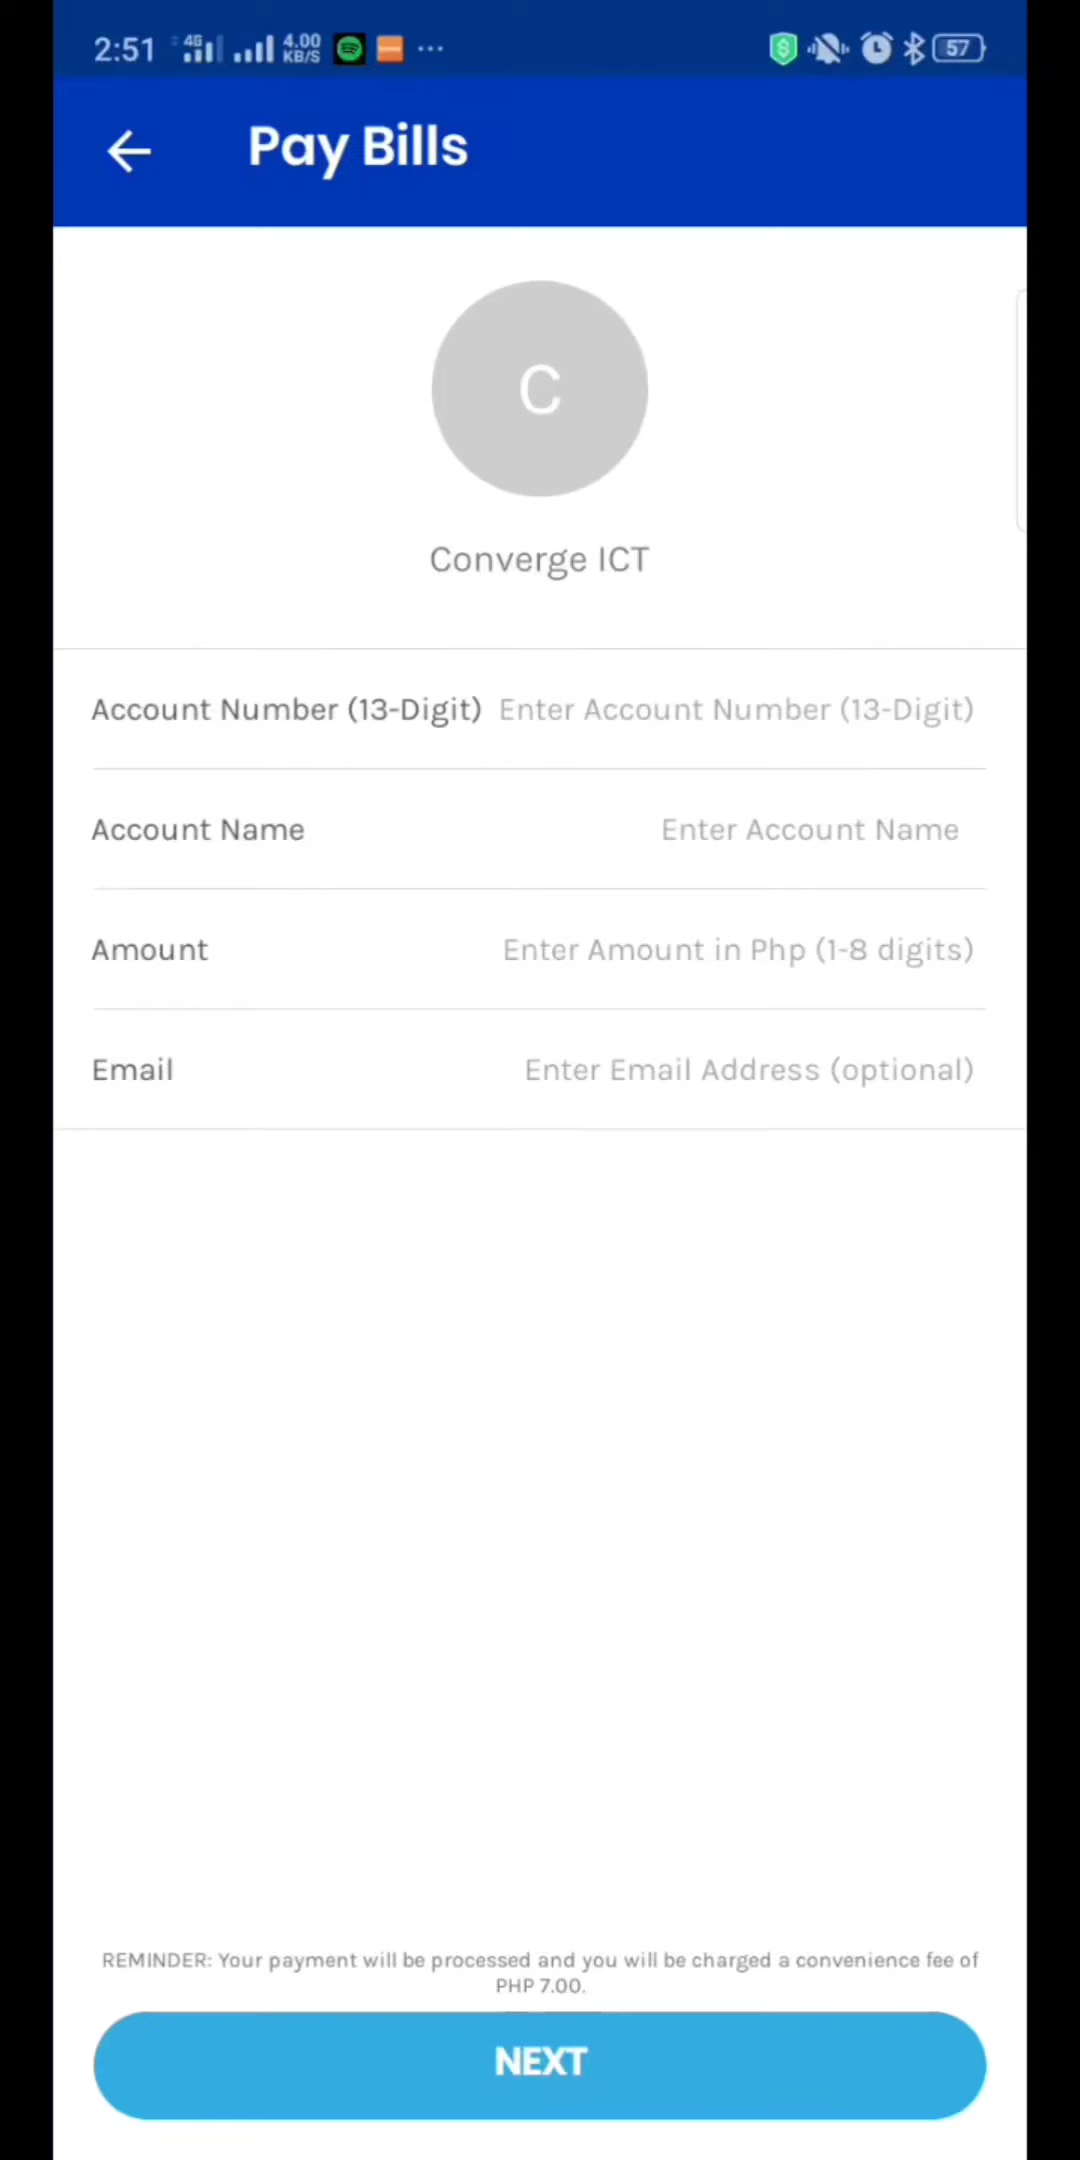 2:51 4G 4.00 KB/S 57
Pay Bills
C
Converge ICT
Account Number (13-Digit) Enter Account Number (13-Digit)
Account Name Enter Account Name
Amount Enter Amount in Php (1-8 digits)
Email Enter Email Address (optional)
REMINDER: Your payment will be processed and you will be charged a convenience fee of
PHP 7.00.
NEXT